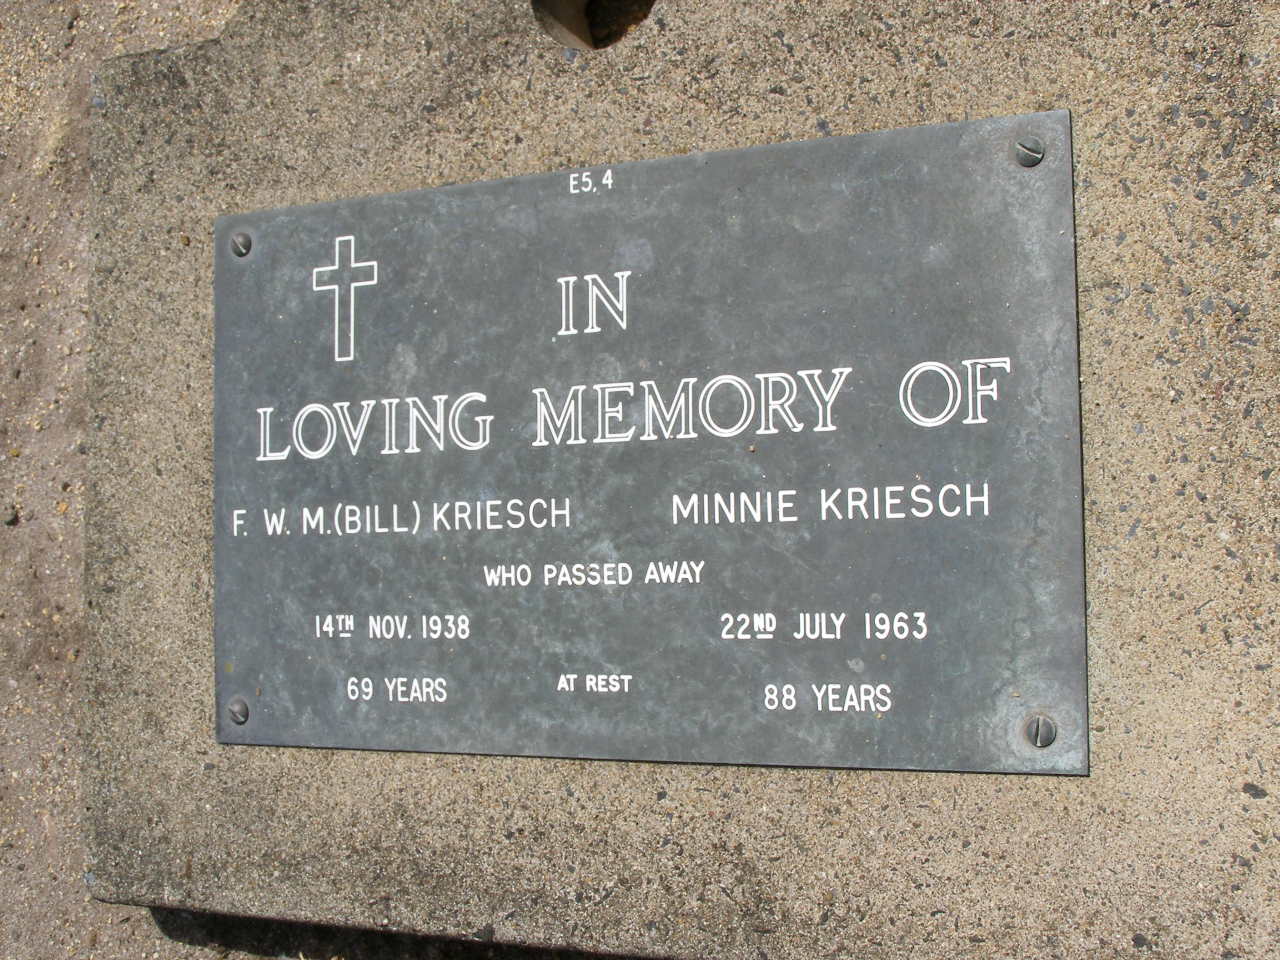 E5, 4
IN
LOVING MEMORY OF
F. W. M. (BILL) KRIESCH MINNIE KRIESCH
WHO PASSED AWAY
14TH NOV. 1938 22ND JULY 1963
69 YEARS AT REST 88 YEARS